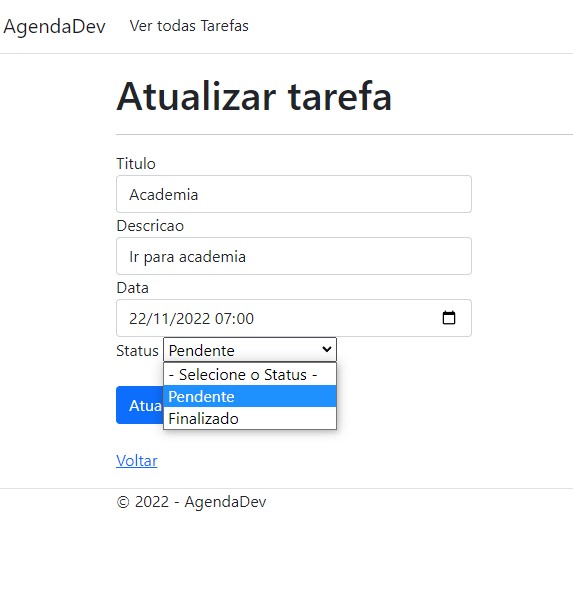 AgendaDev Ver todas Tarefas
Atualizar tarefa
Titulo
Academia
Descricao
Ir para academia
Data
22/11/2022 07:00
Status Pendente
- Selecione o Status -
Pendente
Finalizado
Voltar
© 2022 - AgendaDev